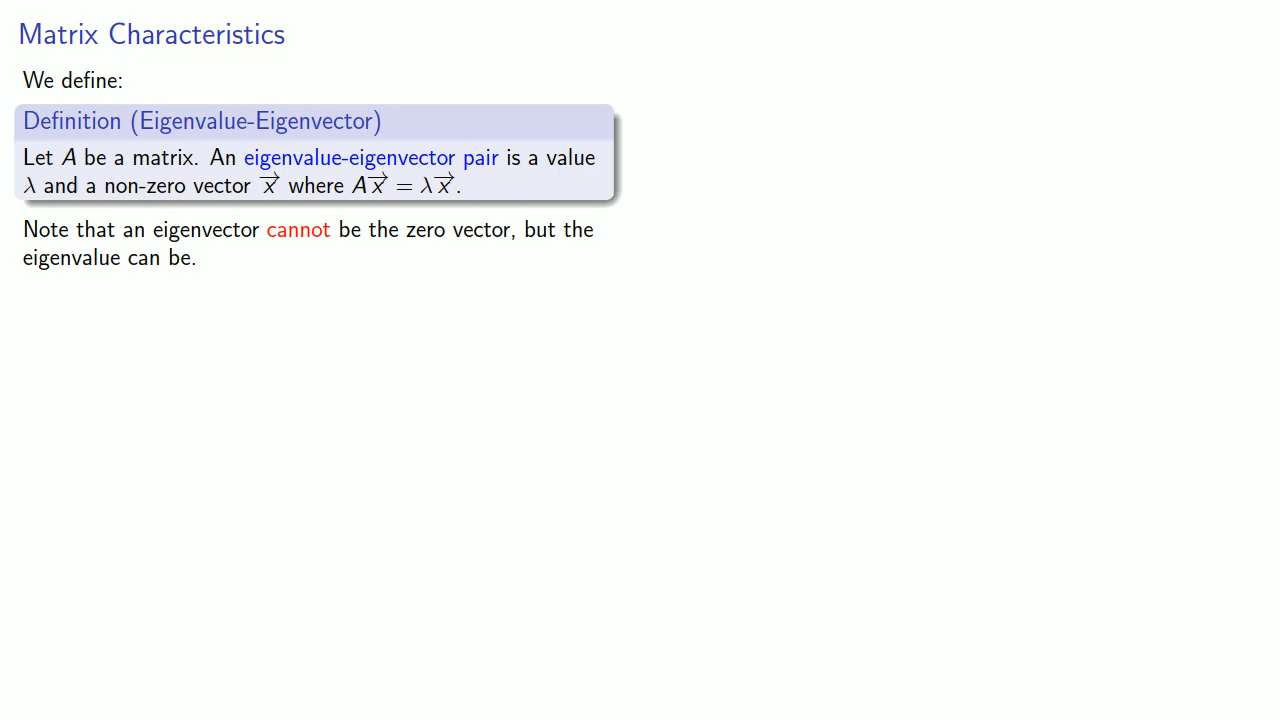 Matrix Characteristics
We define:
Definition (Eigenvalue-Eigenvector)
Let A be a matrix. An eigenvalue-eigenvector pair is a value
λ and a non-zero vector x⃗ where Ax⃗ = λx⃗.
Note that an eigenvector cannot be the zero vector, but the
eigenvalue can be.